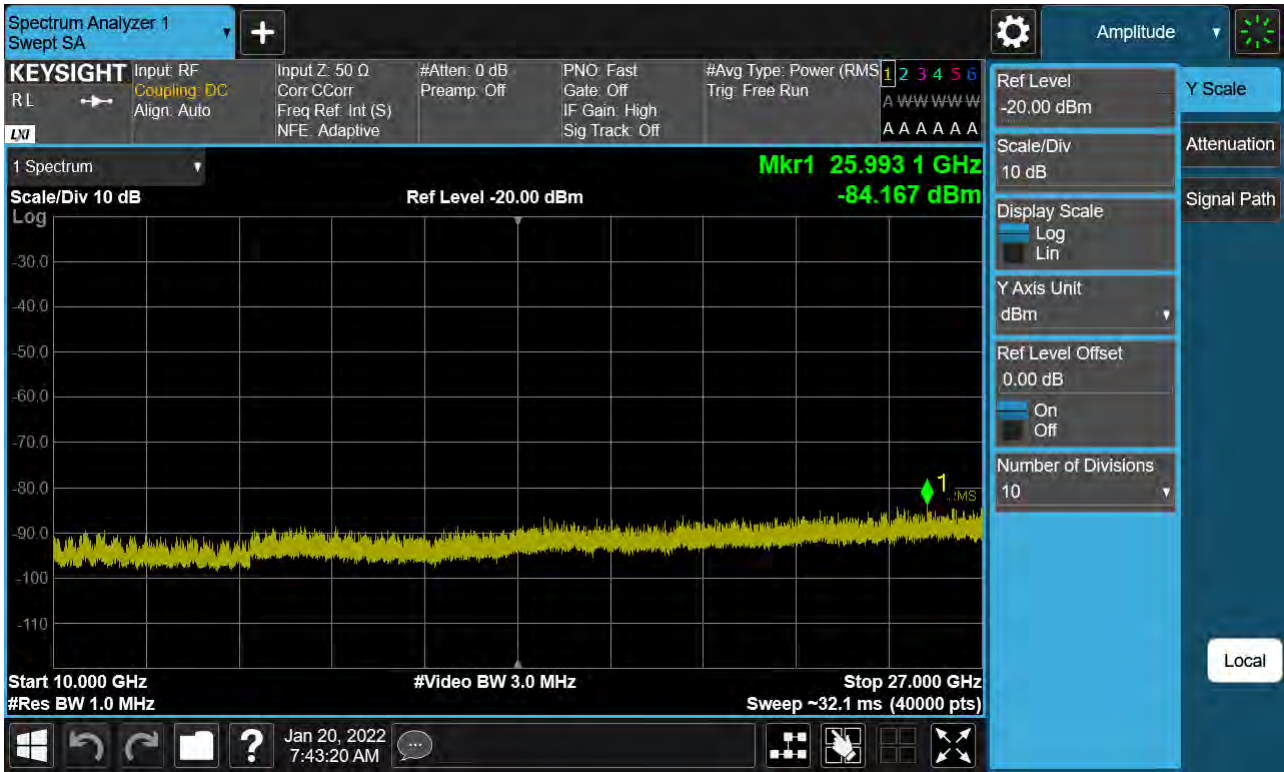 Spectrum Analyzer 1
Swept SA
+
Amplitude
KEYSIGHT
RL
LXI
Input: RF
Coupling: DC
Align: Auto
Input Z: 50 Ω
Corr CCorr
Freq Ref: Int (S)
NFE: Adaptive
#Atten: 0 dB
Preamp: Off
PNO: Fast
Gate: Off
IF Gain: High
Sig Track: Off
#Avg Type: Power (RMS
Trig: Free Run
1 2 3 4 5 6
A W W W W W
A A A A A A
1 Spectrum
Scale/Div 10 dB
Ref Level -20.00 dBm
Mkr1 25.993 1 GHz
-84.167 dBm
Log
-30.0
-40.0
-50.0
-60.0
-70.0
-80.0
-90.0
-100
-110
1
Start 10.000 GHz
#Res BW 1.0 MHz
#Video BW 3.0 MHz
Stop 27.000 GHz
Sweep ~32.1 ms (40000 pts)
Ref Level
-20.00 dBm
Scale/Div
10 dB
Display Scale
Log
Lin
Y Axis Unit
dBm
Ref Level Offset
0.00 dB
On
Off
Number of Divisions
10
Y Scale
Attenuation
Signal Path
Local
?
Jan 20, 2022
7:43:20 AM